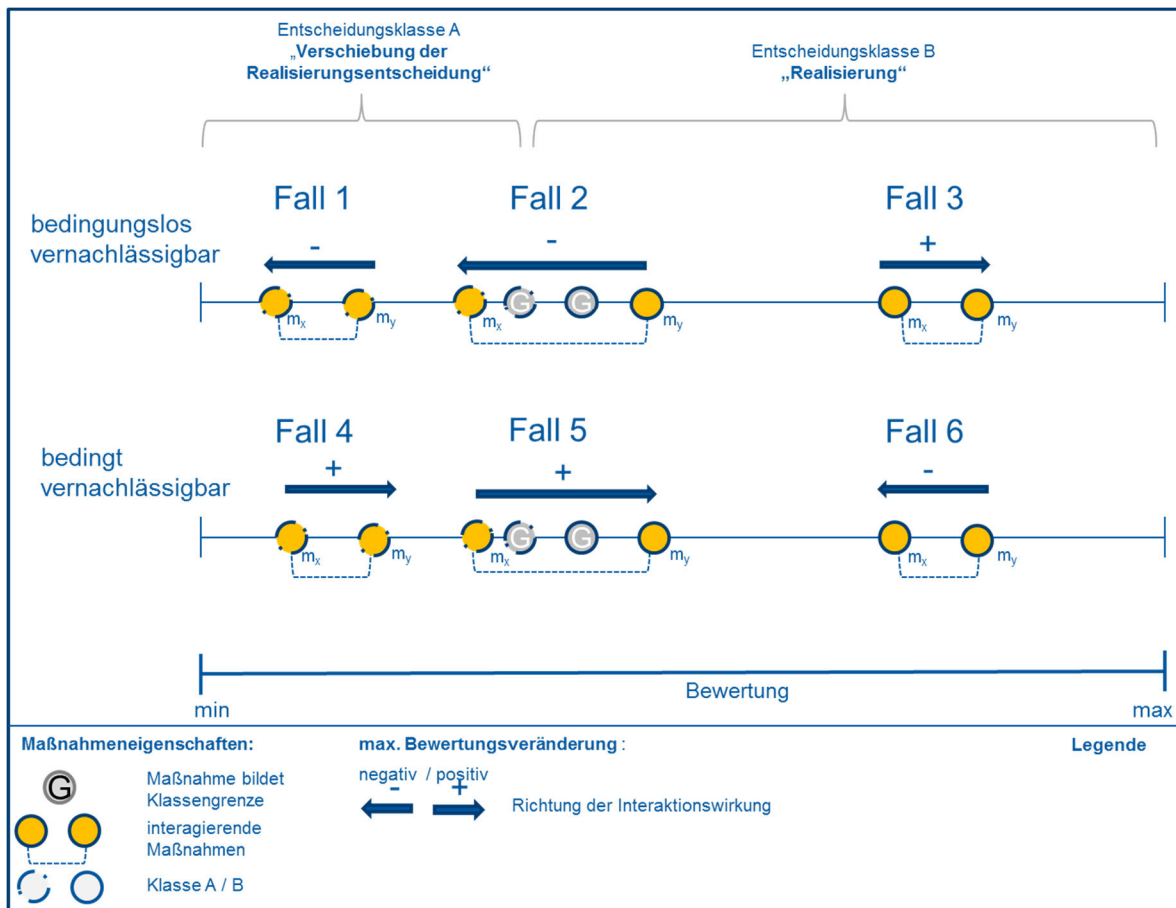 Entscheidungsklasse A
„Verschiebung der
Realisierungsentscheidung“
Entscheidungsklasse B
„Realisierung“
Fall 1
Fall 2
Fall 3
bedingungslos
vernachlässigbar
-
-
+
G
G
mx
my
mx
my
mx
my
Fall 4
Fall 5
Fall 6
bedingt
vernachlässigbar
+
+
-
G
G
mx
my
mx
my
mx
my
Bewertung
min
max
Maßnahmeneigenschaften:
max. Bewertungsveränderung :
Legende
G
Maßnahme bildet
Klassengrenze
negativ / positiv
- +
Richtung der Interaktionswirkung
interagierende
Maßnahmen
Klasse A / B